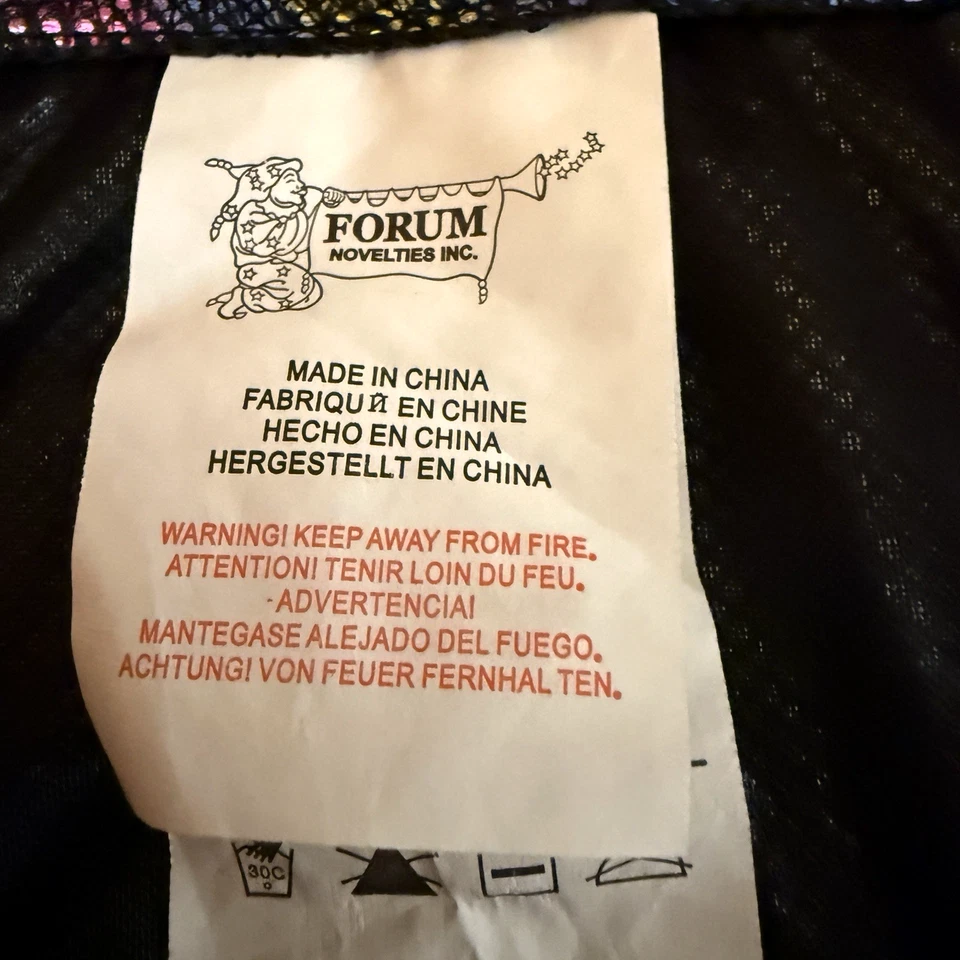 FORUM
NOVELTIES INC.
MADE IN CHINA
FABRIQUй EN CHINE
HECHO EN CHINA
HERGESTELLT EN CHINA
WARNING! KEEP AWAY FROM FIRE.
ATTENTION! TENIR LOIN DU FEU.
-ADVERTENCIA!
MANTEGASE ALEJADO DEL FUEGO.
ACHTUNG! VON FEUER FERNHAL TEN.
30C